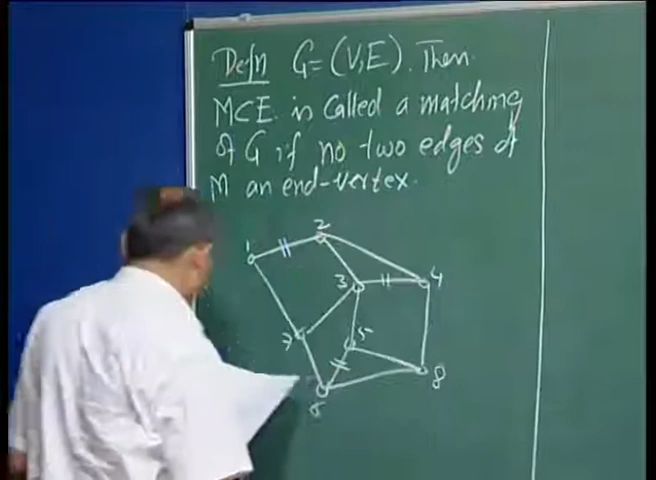 Defn G=(V,E). Then
M⊂E is called a matching
of G if no two edges of
M an end-vertex.
1
2
3
4
7
5
6
8